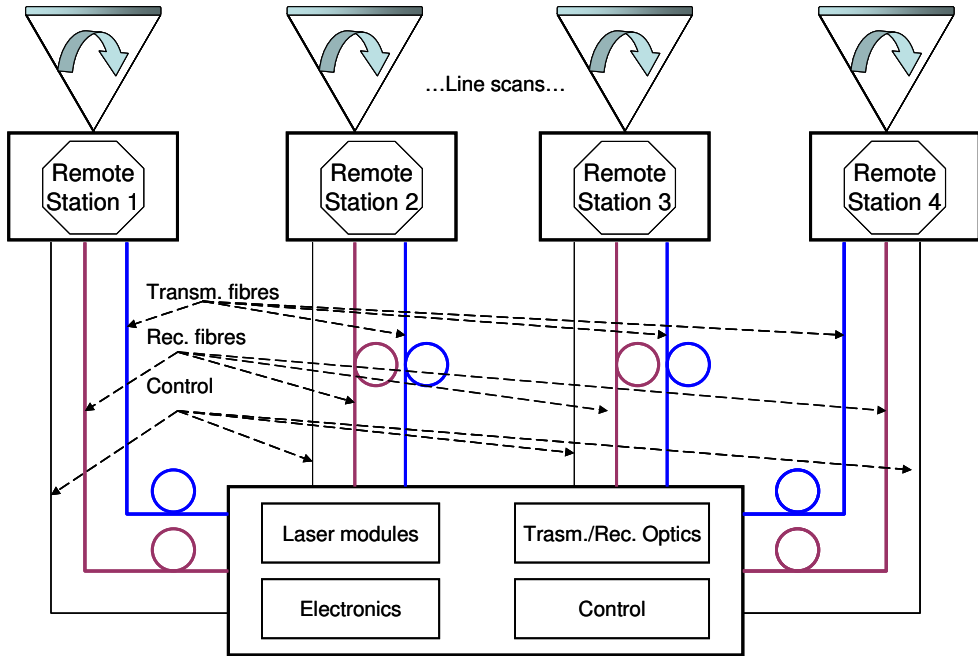 …Line scans…
Remote
Station 1
Remote
Station 2
Remote
Station 3
Remote
Station 4
Transm. fibres
Rec. fibres
Control
Laser modules
Trasm./Rec. Optics
Electronics
Control